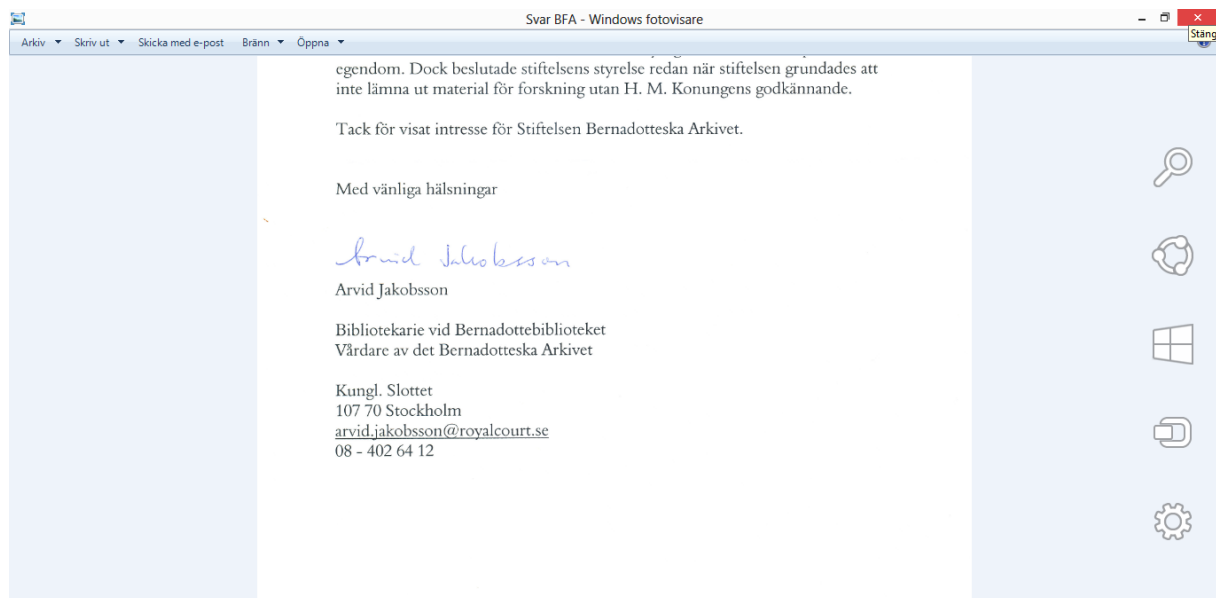 Svar BFA - Windows fotovisare
Stäng
Arkiv Skriv ut Skicka med e-post Bränn Öppna
egendom. Dock beslutade stiftelsens styrelse redan när stiftelsen grundades att
inte lämna ut material för forskning utan H. M. Konungens godkännande.
Tack för visat intresse för Stiftelsen Bernadotteska Arkivet.
Med vänliga hälsningar
Arvid Jakobsson
Arvid Jakobsson
Bibliotekarie vid Bernadottebiblioteket
Vårdare av det Bernadotteska Arkivet
Kungl. Slottet
107 70 Stockholm
arvid.jakobsson@royalcourt.se
08 - 402 64 12